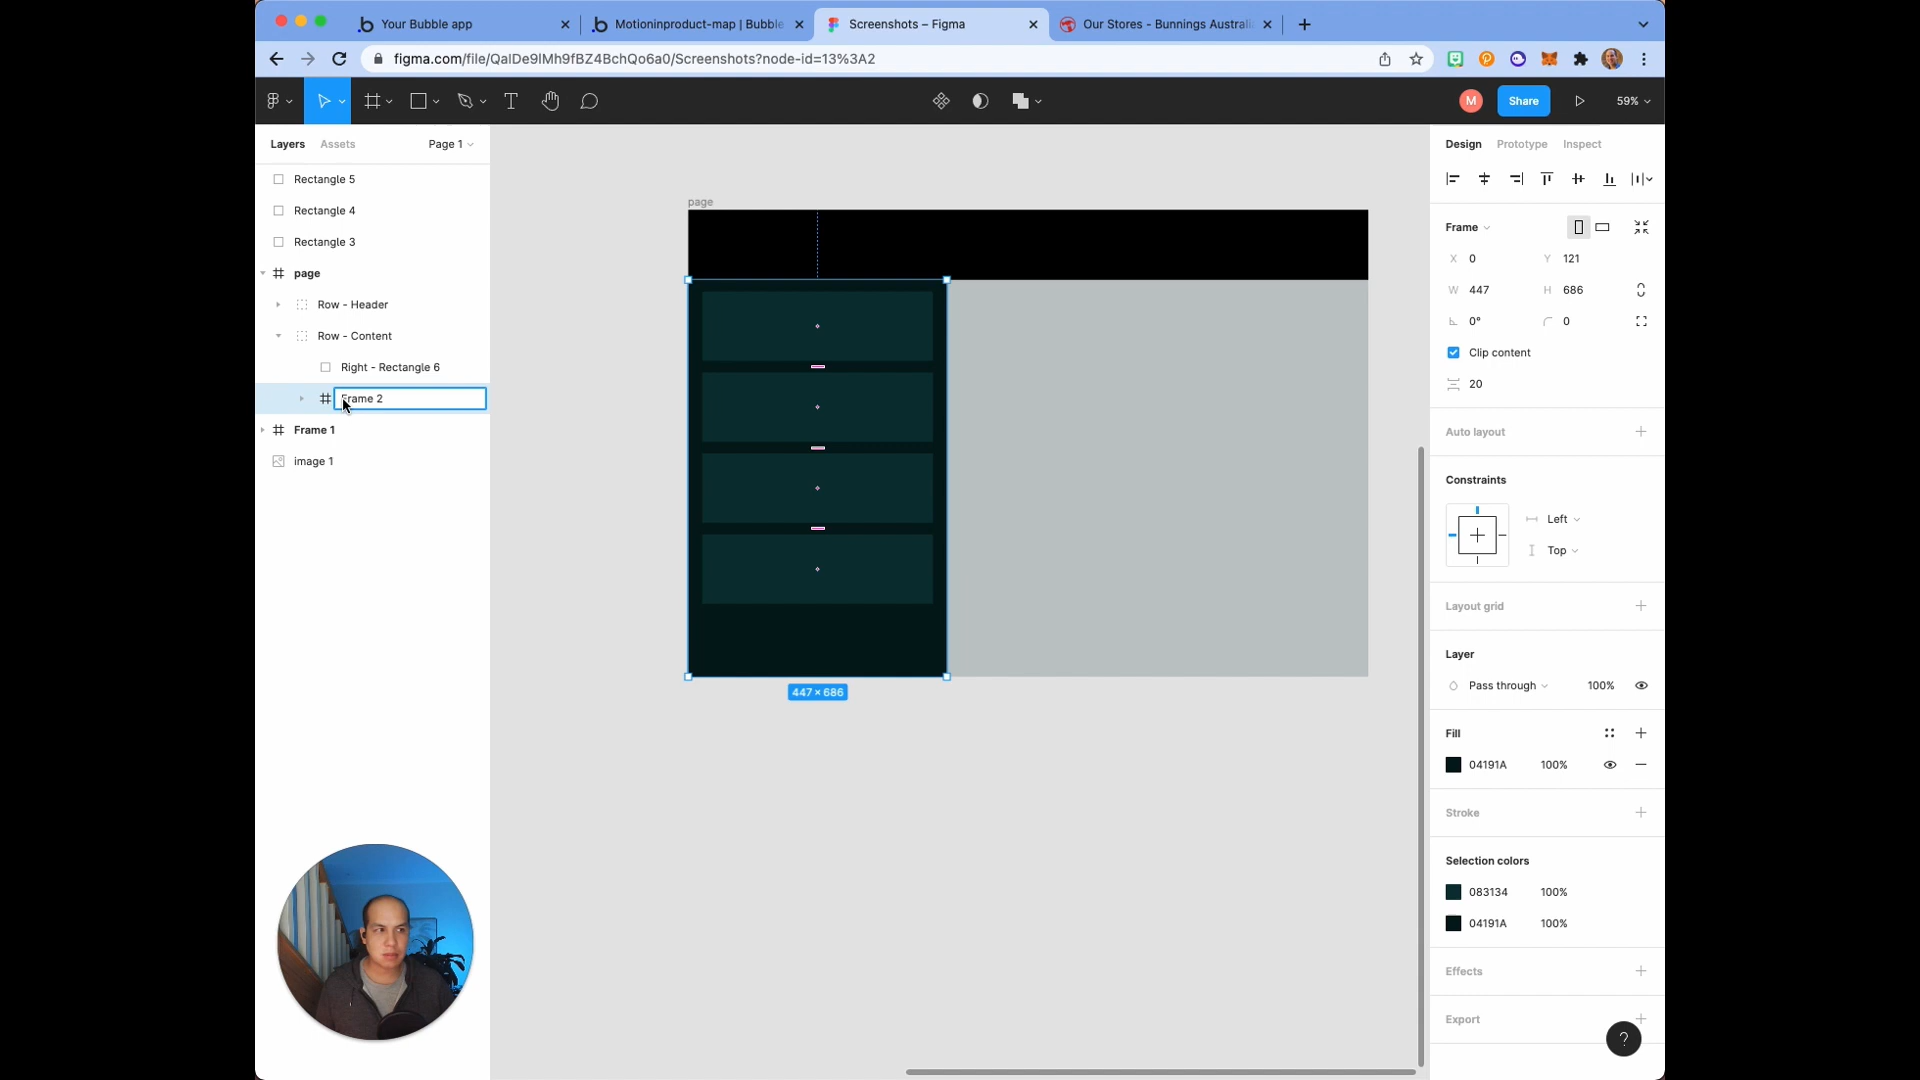 Your Bubble app
Motioninproduct-map | Bubble
Screenshots – Figma
Our Stores - Bunnings Australi
figma.com/file/QalDe9lMh9fBZ4BchQo6a0/Screenshots?node-id=13%3A2
M
Share
59%
Layers
Assets
Page 1
Rectangle 5
Rectangle 4
Rectangle 3
page
Row - Header
Row - Content
Right - Rectangle 6
Frame 2
Frame 1
image 1
page
447 × 686
Design
Prototype
Inspect
Frame
X 0
Y 121
W 447
H 686
0°
0
Clip content
20
Auto layout
Constraints
Left
Top
Layout grid
Layer
Pass through
100%
Fill
04191A
100%
Stroke
Selection colors
083134
100%
04191A
100%
Effects
Export
?